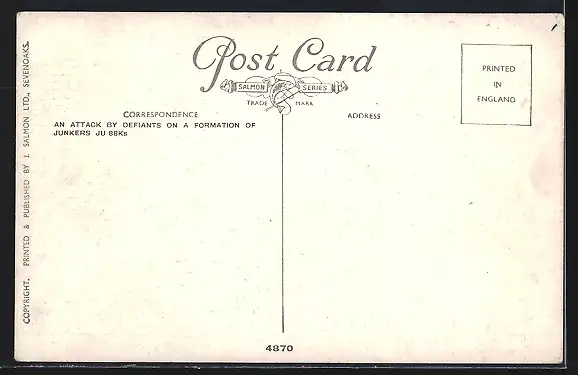 Post Card
SALMON SERIES
TRADE MARK
PRINTED
IN
ENGLAND
CORRESPONDENCE
ADDRESS
AN ATTACK BY DEFIANTS ON A FORMATION OF
JUNKERS JU 88Ks
COPYRIGHT. PRINTED & PUBLISHED BY J. SALMON LTD., SEVENOAKS.
4870